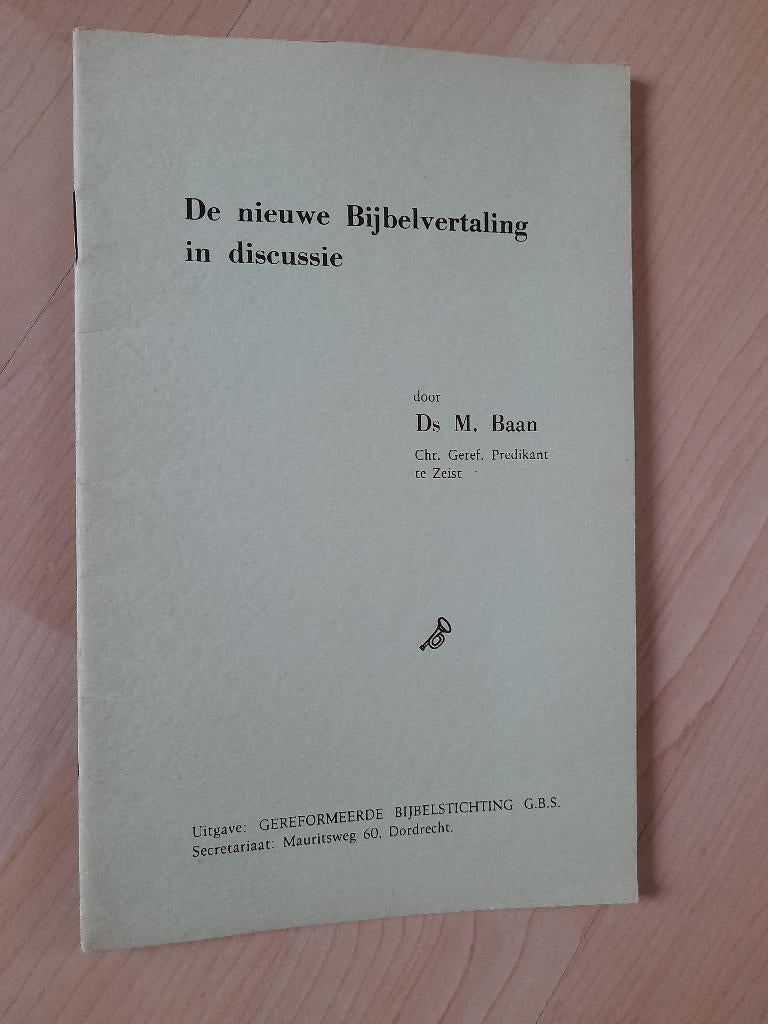 De nieuwe Bijbelvertaling
in discussie
door
Ds M. Baan
Chr. Geref. Predikant
te Zeist
Uitgave: GEREFORMEERDE BIJBELSTICHTING G.B.S.
Secretariaat: Mauritsweg 60, Dordrecht.